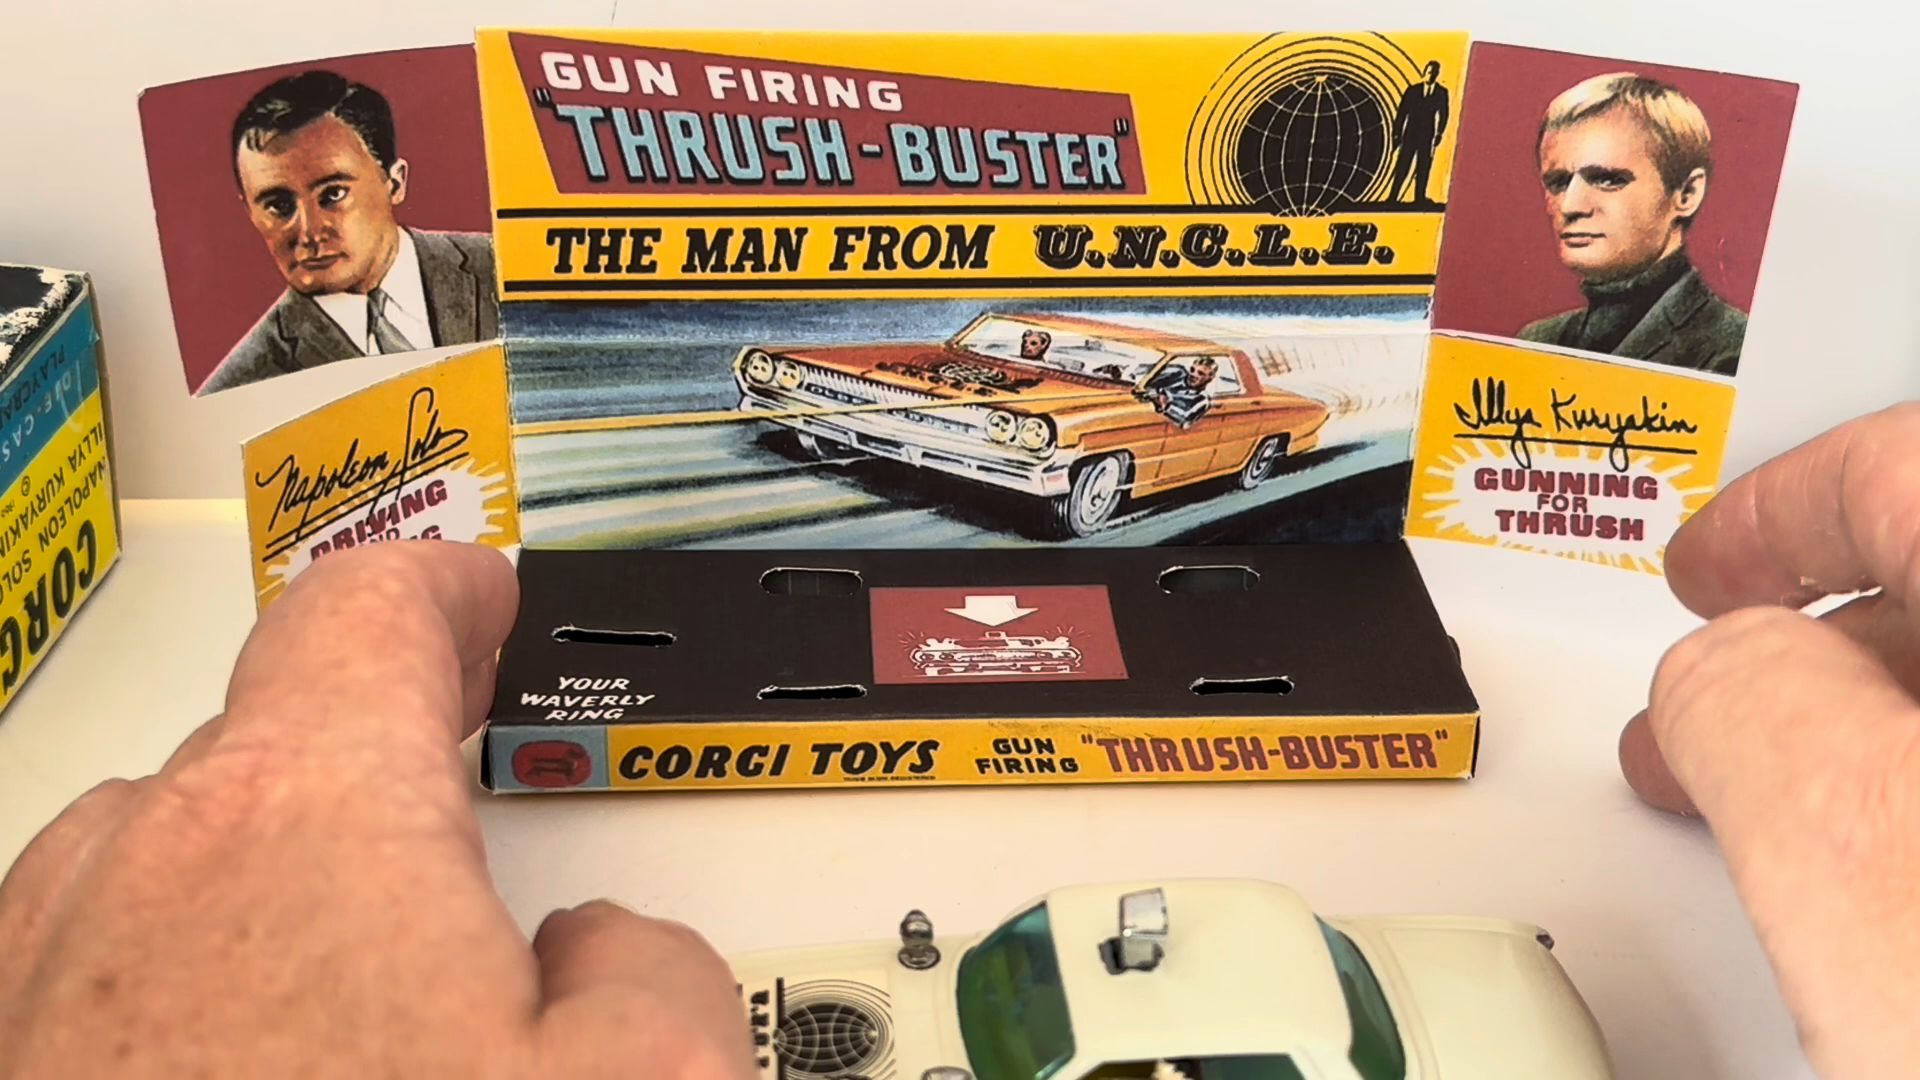 GUN FIRING
"THRUSH-BUSTER"
THE MAN FROM U.N.C.L.E.
Napoleon Solo
DRIVING
Illya Kuryakin
GUNNING
FOR
THRUSH
YOUR
WAVERLY
RING
CORGI TOYS GUN FIRING "THRUSH-BUSTER"
NAPOLEON SOLO
ILLYA KURYAKIN
CORGI